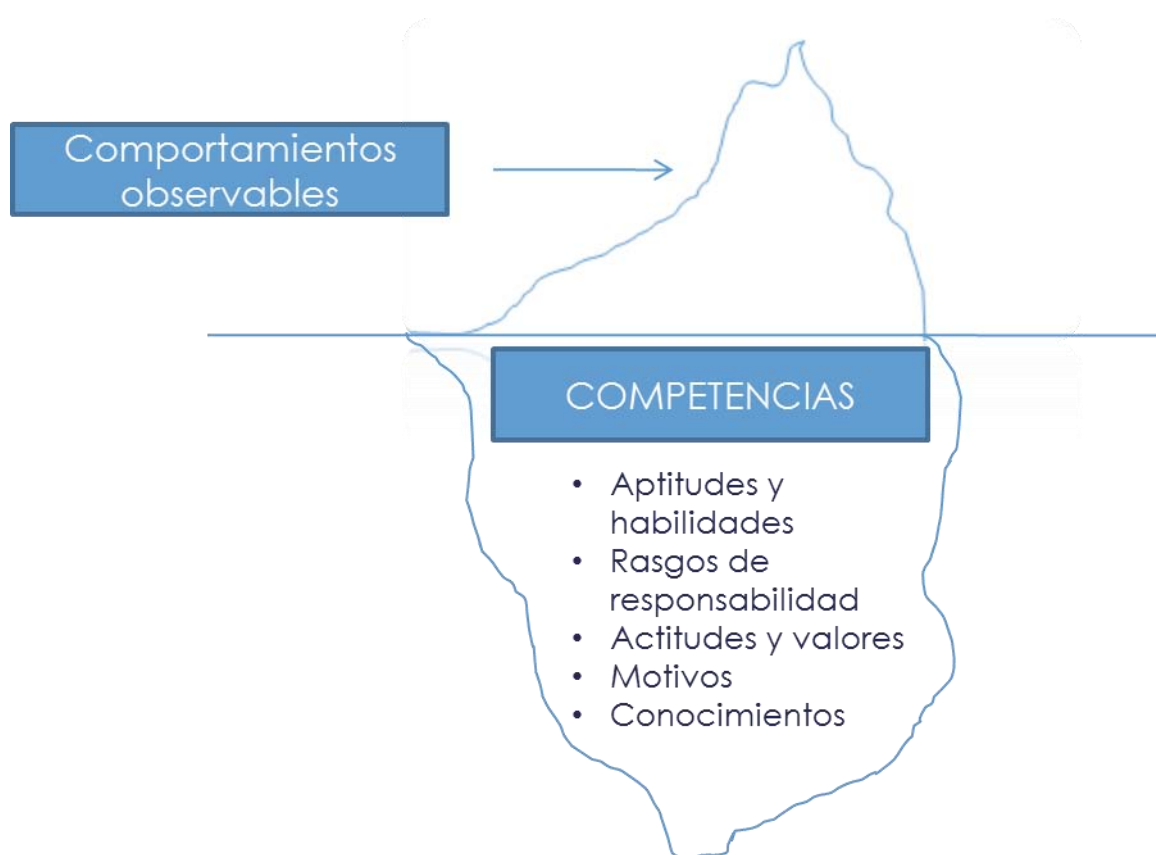 Comportamientos
observables
COMPETENCIAS
• Aptitudes y
habilidades
• Rasgos de
responsabilidad
• Actitudes y valores
• Motivos
• Conocimientos